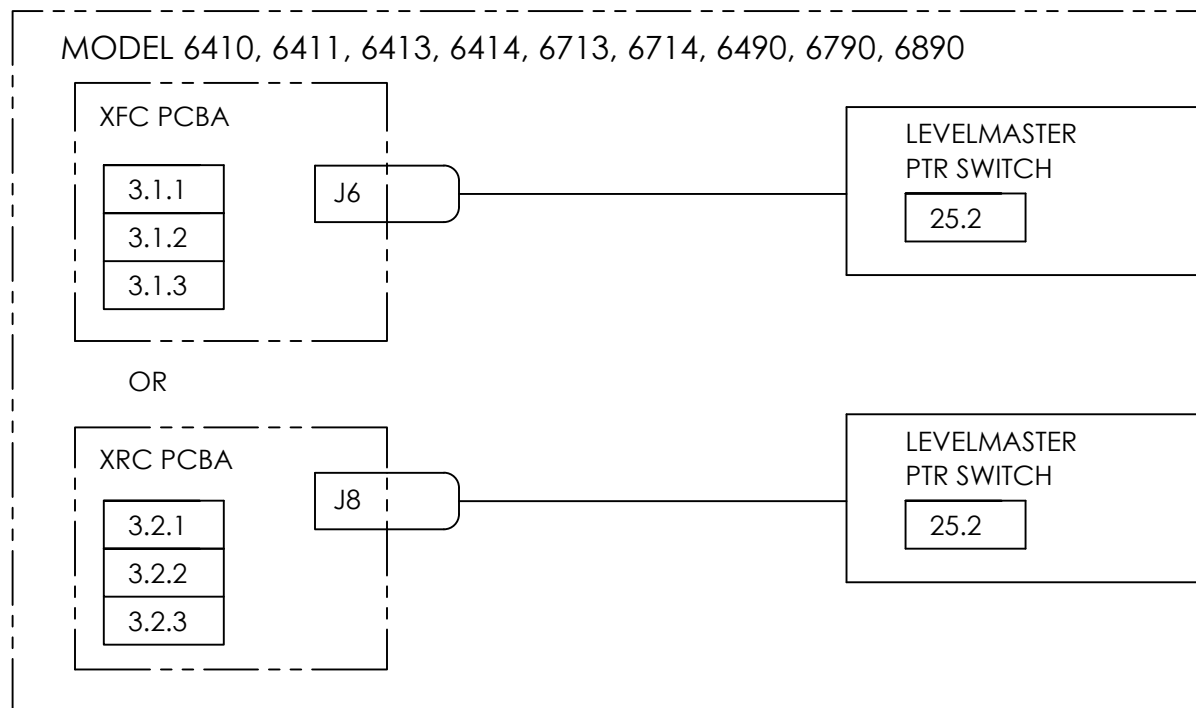 MODEL 6410, 6411, 6413, 6414, 6713, 6714, 6490, 6790, 6890
XFC PCBA
3.1.1
3.1.2
3.1.3
J6
LEVELMASTER
PTR SWITCH
25.2
OR
XRC PCBA
3.2.1
3.2.2
3.2.3
J8
LEVELMASTER
PTR SWITCH
25.2